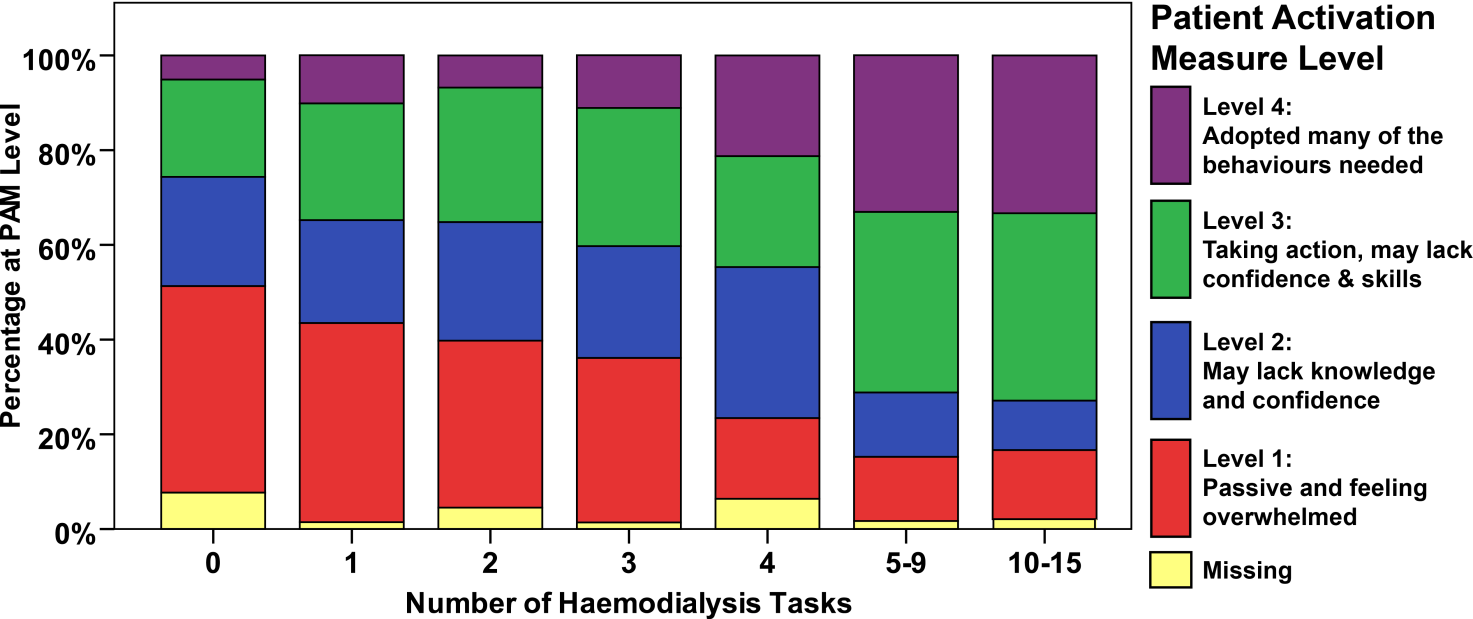 Patient Activation
Measure Level
Level 4:
Adopted many of the
behaviours needed
Level 3:
Taking action, may lack
confidence & skills
Level 2:
May lack knowledge
and confidence
Level 1:
Passive and feeling
overwhelmed
Missing
Percentage at PAM Level
100%
80%
60%
40%
20%
0%
0 1 2 3 4 5-9 10-15
Number of Haemodialysis Tasks